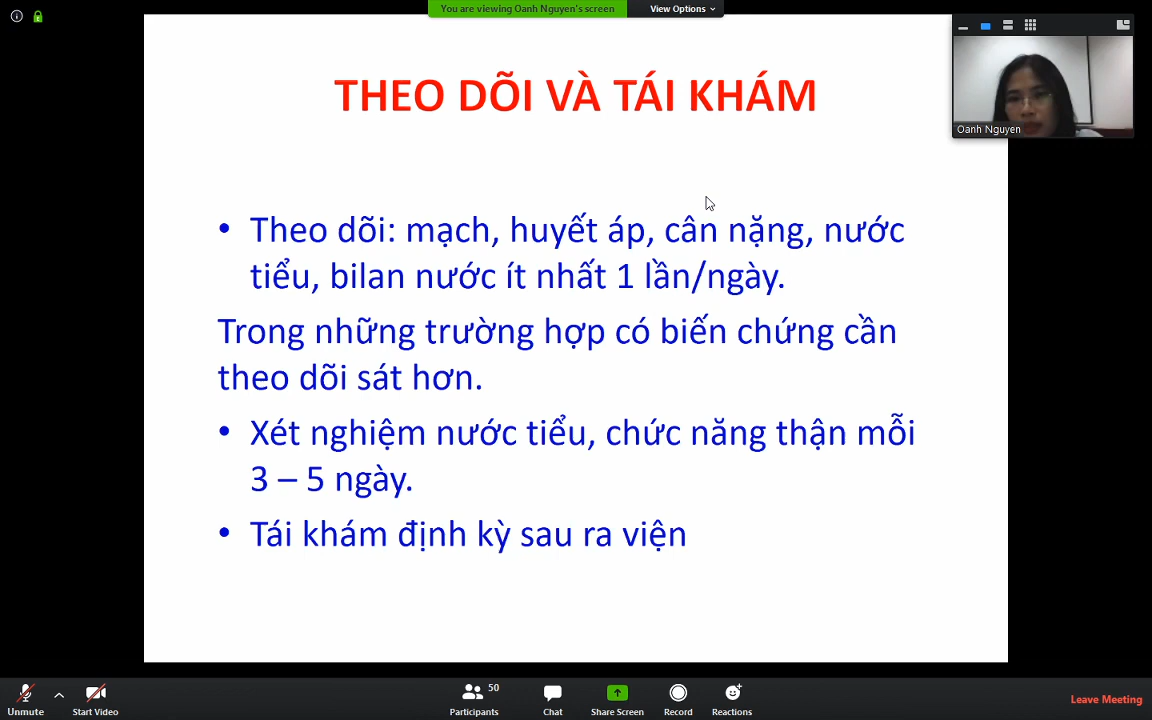 You are viewing Oanh Nguyen's screen
View Options
THEO DÕI VÀ TÁI KHÁM
Oanh Nguyen
• Theo dõi: mạch, huyết áp, cân nặng, nước
tiểu, bilan nước ít nhất 1 lần/ngày.
Trong những trường hợp có biến chứng cần
theo dõi sát hơn.
• Xét nghiệm nước tiểu, chức năng thận mỗi
3 – 5 ngày.
• Tái khám định kỳ sau ra viện
Unmute
Start Video
Participants
50
Chat
Share Screen
Record
Reactions
Leave Meeting